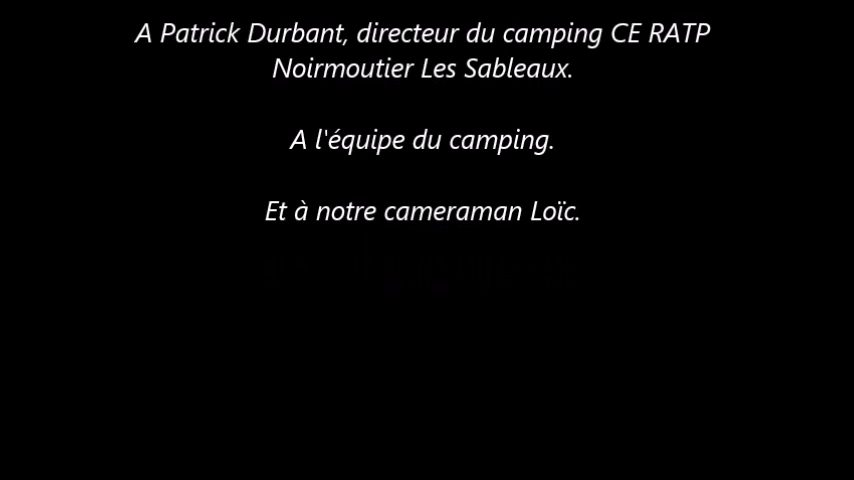 A Patrick Durbant, directeur du camping CE RATP
Noirmoutier Les Sableaux.
A l'équipe du camping.
Et à notre cameraman Loïc.